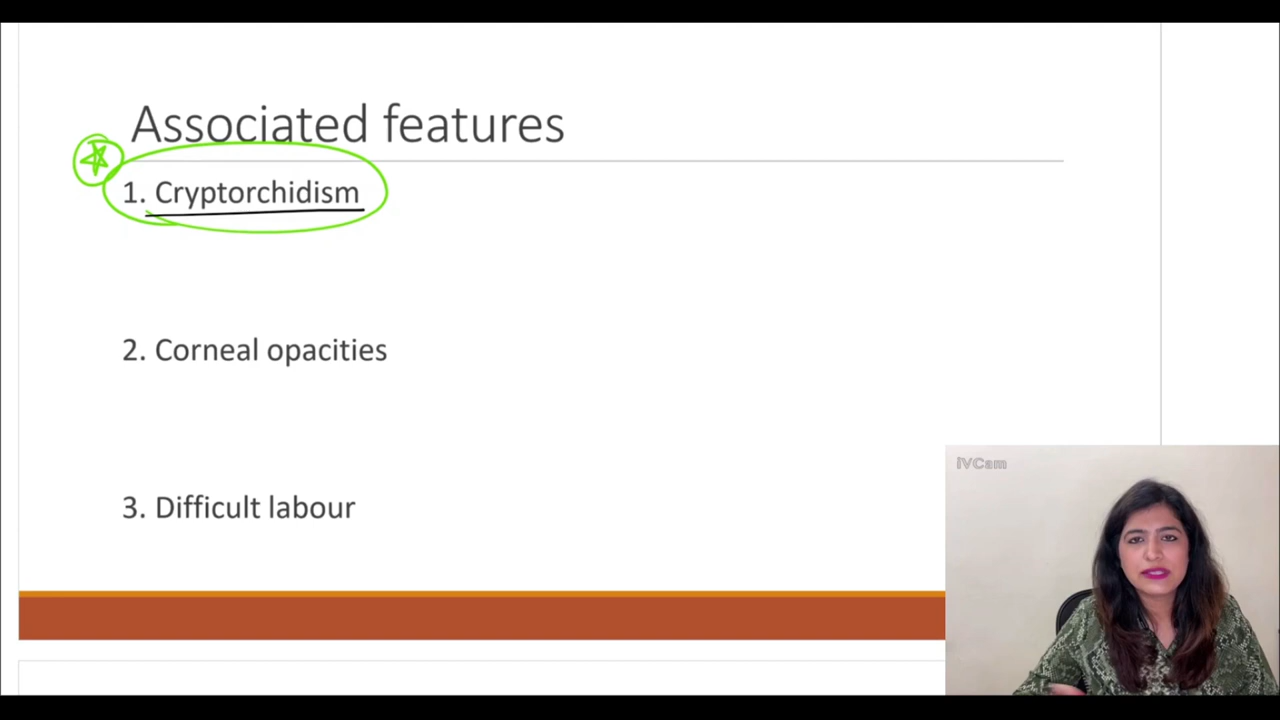 Associated features
1. Cryptorchidism
2. Corneal opacities
3. Difficult labour
iVCam